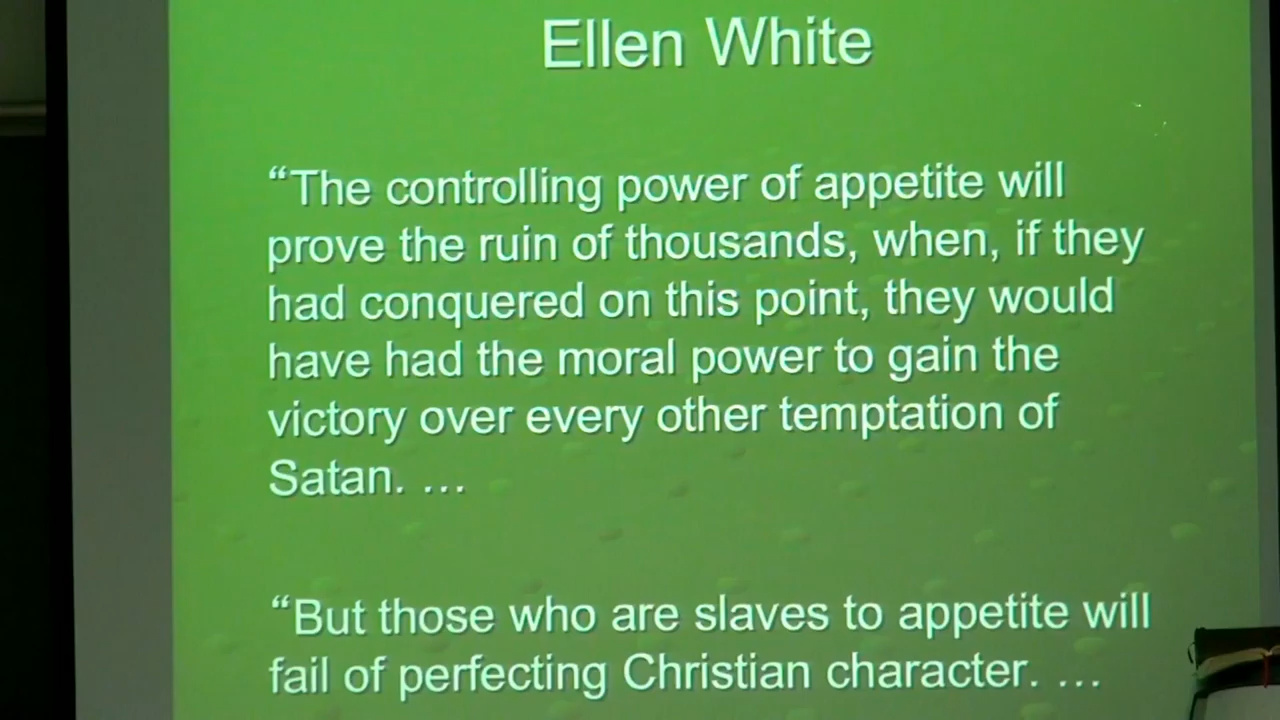 Ellen White
“The controlling power of appetite will
prove the ruin of thousands, when, if they
had conquered on this point, they would
have had the moral power to gain the
victory over every other temptation of
Satan. …
“But those who are slaves to appetite will
fail of perfecting Christian character. …